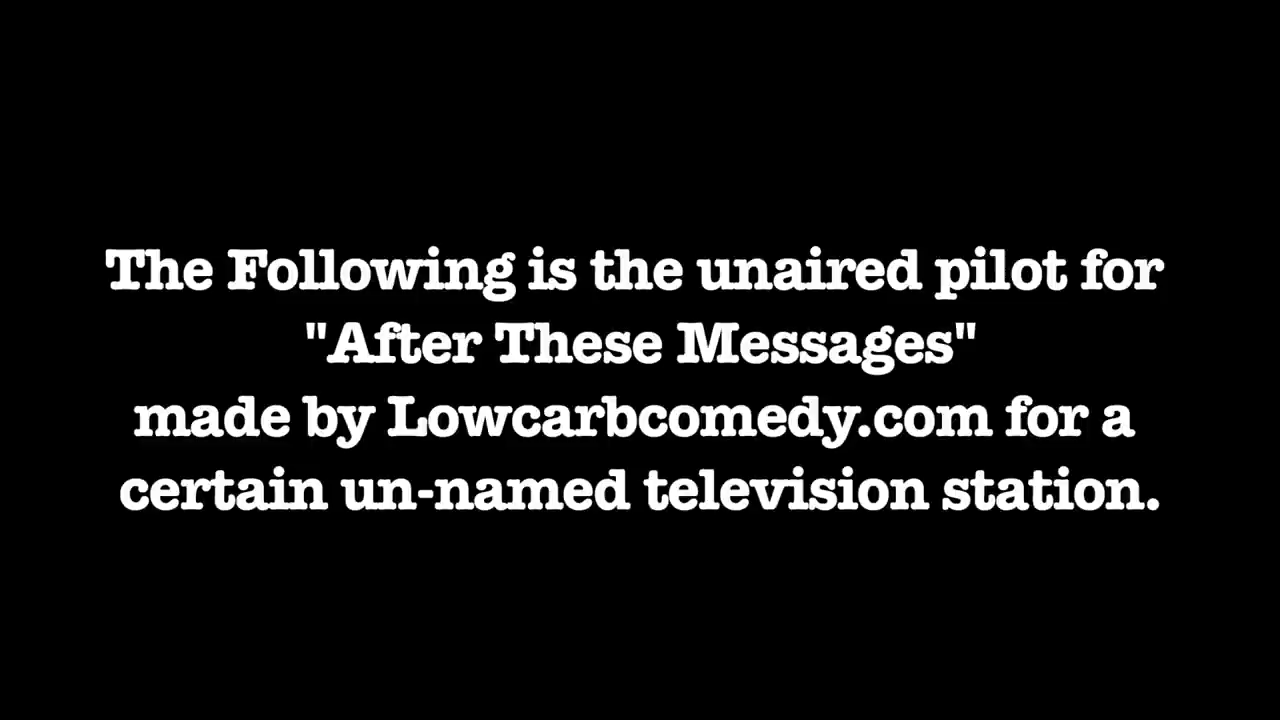 The Following is the unaired pilot for
"After These Messages"
made by Lowcarbcomedy.com for a
certain un-named television station.